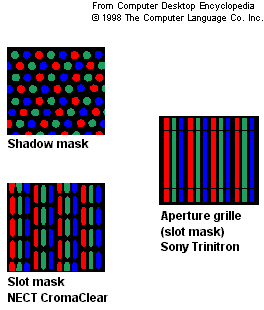 From Computer Desktop Encyclopedia
© 1998 The Computer Language Co. Inc.
Shadow mask
Aperture grille
(slot mask)
Sony Trinitron
Slot mask
NECT CromaClear